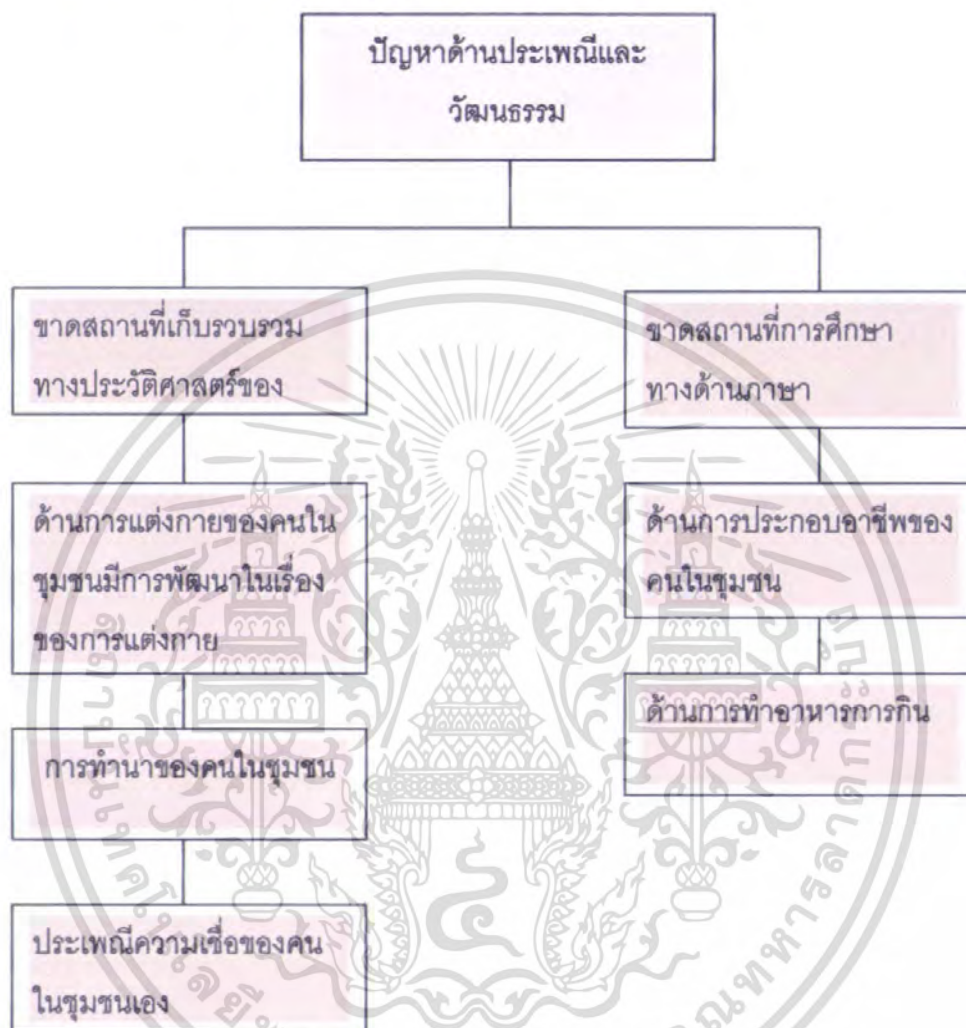 ปัญหาด้านประเพณีและ
วัฒนธรรม
ขาดสถานที่เก็บรวบรวม
ทางประวัติศาสตร์ของ
ด้านการแต่งกายของคนใน
ชุมชนมีการพัฒนาในเรื่อง
ของการแต่งกาย
การทำนาของคนในชุมชน
ประเพณีความเชื่อของคน
ในชุมชนเอง
ขาดสถานที่การศึกษา
ทางด้านภาษา
ด้านการประกอบอาชีพของ
คนในชุมชน
ด้านการทำอาหารการกิน